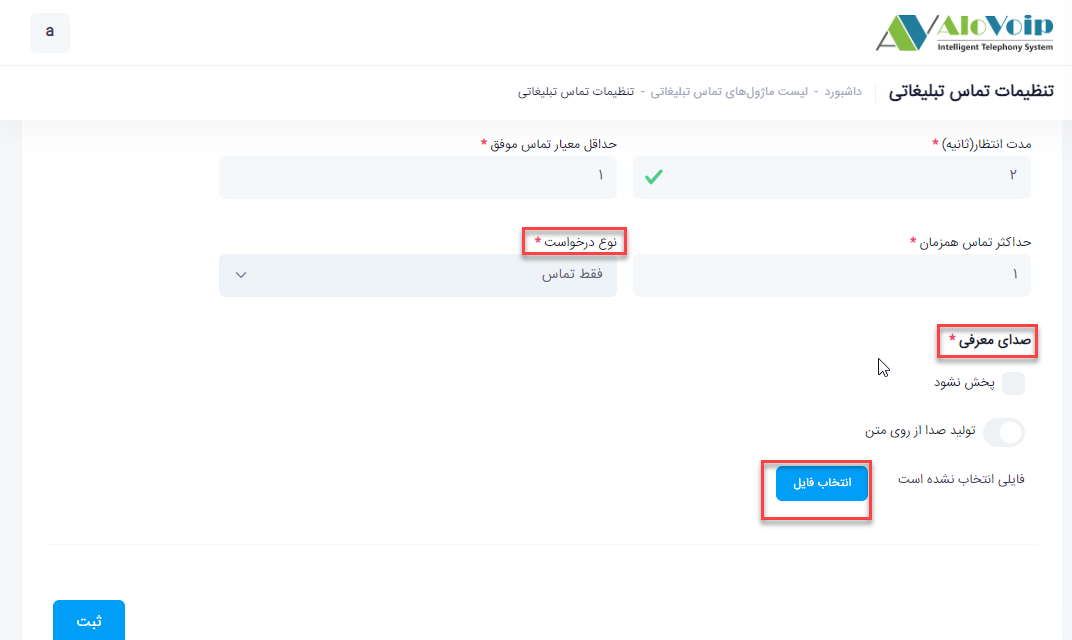 a
AloVoip
Intelligent Telephony System
تنظیمات تماس تبلیغاتی
داشبورد - لیست ماژول‌های تماس تبلیغاتی - تنظیمات تماس تبلیغاتی
مدت انتظار(ثانیه) *
۲
حداقل معیار تماس موفق *
۱
حداکثر تماس همزمان *
۱
نوع درخواست *
فقط تماس
صدای معرفی *
پخش نشود
تولید صدا از روی متن
فایلی انتخاب نشده است
انتخاب فایل
ثبت